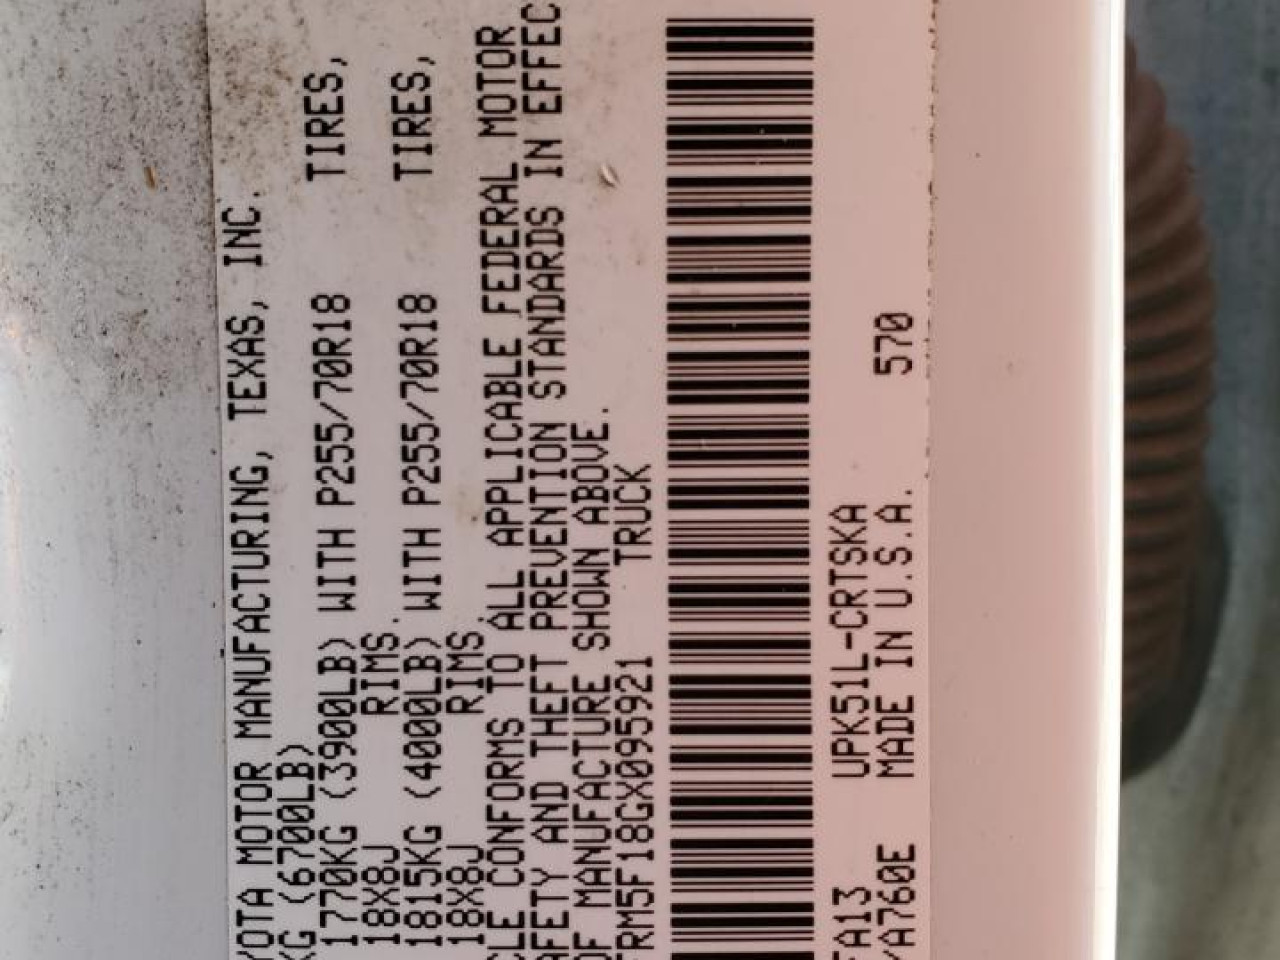 YOTA MOTOR MANUFACTURING, TEXAS, INC.
KG (6700LB)
1770KG (3900LB) WITH P255/70R18 TIRES,
18X8J RIMS.
1815KG (4000LB) WITH P255/70R18 TIRES,
18X8J RIMS.
CLE CONFORMS TO ALL APPLICABLE FEDERAL MOTOR
AFETY AND THEFT PREVENTION STANDARDS IN EFFEC
OF MANUFACTURE SHOWN ABOVE.
FRM5F18GX095921 TRUCK
FA13 UPK51L-CRTSKA
/A760E MADE IN U.S.A. 570